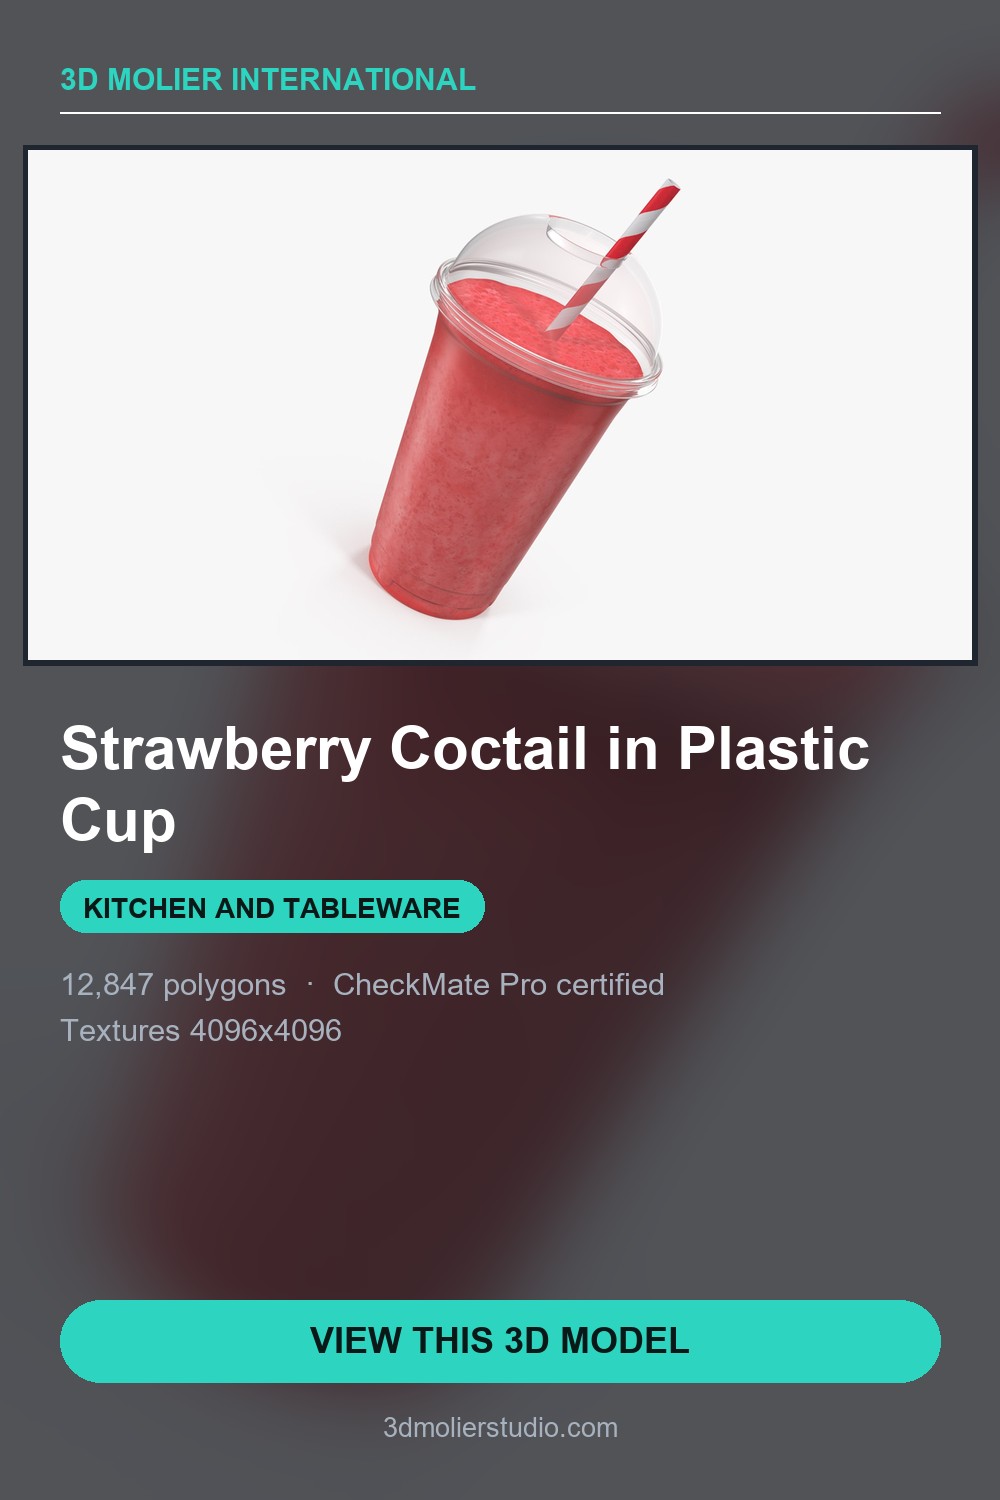 3D MOLIER INTERNATIONAL
Strawberry Coctail in Plastic
Cup
KITCHEN AND TABLEWARE
12,847 polygons · CheckMate Pro certified
Textures 4096x4096
VIEW THIS 3D MODEL
3dmolierstudio.com